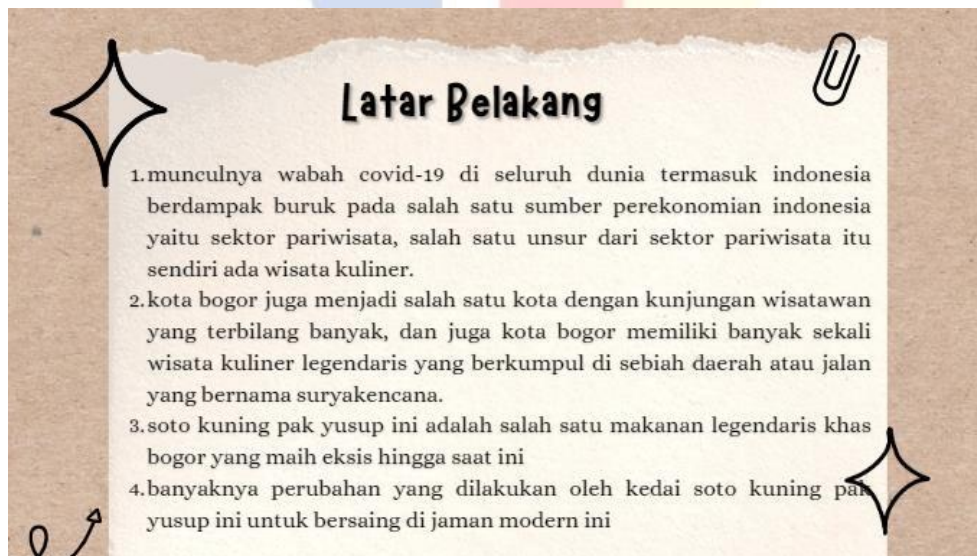 Latar Belakang
1. munculnya wabah covid-19 di seluruh dunia termasuk indonesia
berdampak buruk pada salah satu sumber perekonomian indonesia
yaitu sektor pariwisata, salah satu unsur dari sektor pariwisata itu
sendiri ada wisata kuliner.
2. kota bogor juga menjadi salah satu kota dengan kunjungan wisatawan
yang terbilang banyak, dan juga kota bogor memiliki banyak sekali
wisata kuliner legendaris yang berkumpul di sebiah daerah atau jalan
yang bernama suryakencana.
3. soto kuning pak yusup ini adalah salah satu makanan legendaris khas
bogor yang maih eksis hingga saat ini
4. banyaknya perubahan yang dilakukan oleh kedai soto kuning pak
yusup ini untuk bersaing di jaman modern ini